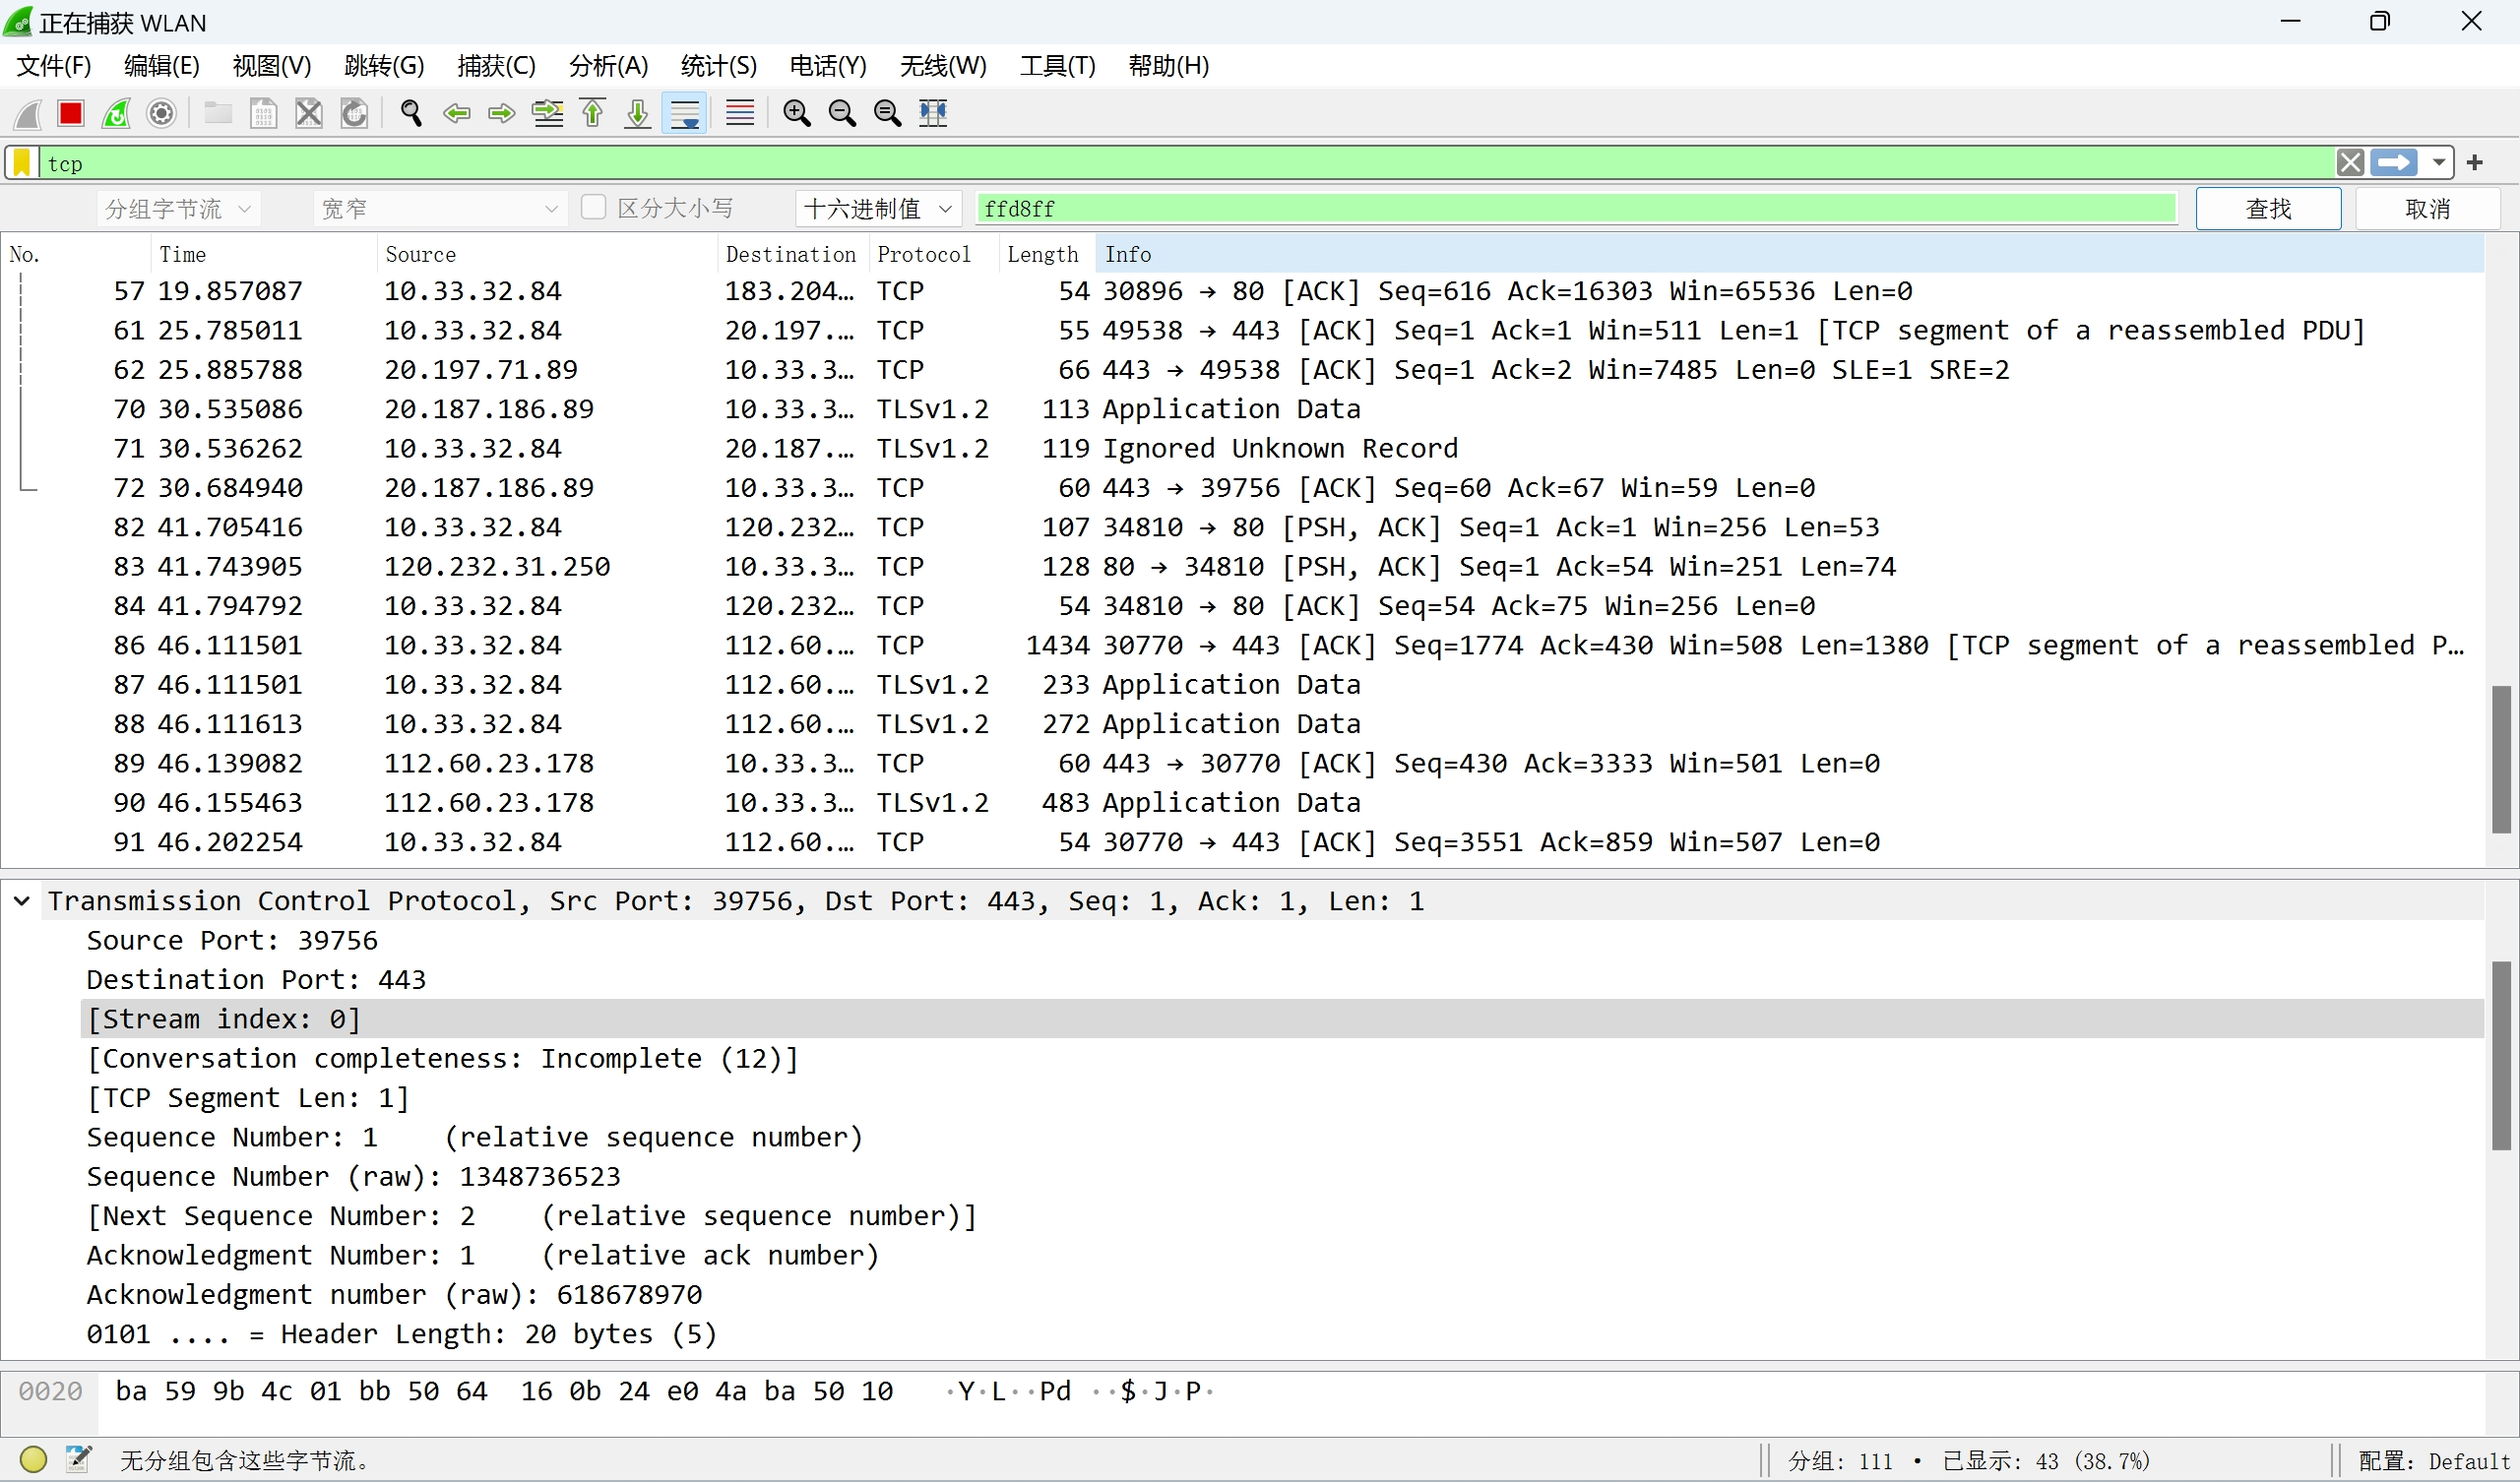 正在捕获 WLAN
文件(F) 编辑(E) 视图(V) 跳转(G) 捕获(C) 分析(A) 统计(S) 电话(Y) 无线(W) 工具(T) 帮助(H)
tcp
分组字节流 宽窄 区分大小写 十六进制值 ffd8ff 查找 取消
No. Time Source Destination Protocol Length Info
57 19.857087 10.33.32.84 183.204… TCP 54 30896 → 80 [ACK] Seq=616 Ack=16303 Win=65536 Len=0
61 25.785011 10.33.32.84 20.197.… TCP 55 49538 → 443 [ACK] Seq=1 Ack=1 Win=511 Len=1 [TCP segment of a reassembled PDU]
62 25.885788 20.197.71.89 10.33.3… TCP 66 443 → 49538 [ACK] Seq=1 Ack=2 Win=7485 Len=0 SLE=1 SRE=2
70 30.535086 20.187.186.89 10.33.3… TLSv1.2 113 Application Data
71 30.536262 10.33.32.84 20.187.… TLSv1.2 119 Ignored Unknown Record
72 30.684940 20.187.186.89 10.33.3… TCP 60 443 → 39756 [ACK] Seq=60 Ack=67 Win=59 Len=0
82 41.705416 10.33.32.84 120.232… TCP 107 34810 → 80 [PSH, ACK] Seq=1 Ack=1 Win=256 Len=53
83 41.743905 120.232.31.250 10.33.3… TCP 128 80 → 34810 [PSH, ACK] Seq=1 Ack=54 Win=251 Len=74
84 41.794792 10.33.32.84 120.232… TCP 54 34810 → 80 [ACK] Seq=54 Ack=75 Win=256 Len=0
86 46.111501 10.33.32.84 112.60.… TCP 1434 30770 → 443 [ACK] Seq=1774 Ack=430 Win=508 Len=1380 [TCP segment of a reassembled P…
87 46.111501 10.33.32.84 112.60.… TLSv1.2 233 Application Data
88 46.111613 10.33.32.84 112.60.… TLSv1.2 272 Application Data
89 46.139082 112.60.23.178 10.33.3… TCP 60 443 → 30770 [ACK] Seq=430 Ack=3333 Win=501 Len=0
90 46.155463 112.60.23.178 10.33.3… TLSv1.2 483 Application Data
91 46.202254 10.33.32.84 112.60.… TCP 54 30770 → 443 [ACK] Seq=3551 Ack=859 Win=507 Len=0
Transmission Control Protocol, Src Port: 39756, Dst Port: 443, Seq: 1, Ack: 1, Len: 1
Source Port: 39756
Destination Port: 443
[Stream index: 0]
[Conversation completeness: Incomplete (12)]
[TCP Segment Len: 1]
Sequence Number: 1 (relative sequence number)
Sequence Number (raw): 1348736523
[Next Sequence Number: 2 (relative sequence number)]
Acknowledgment Number: 1 (relative ack number)
Acknowledgment number (raw): 618678970
0101 .... = Header Length: 20 bytes (5)
0020 ba 59 9b 4c 01 bb 50 64 16 0b 24 e0 4a ba 50 10 ·Y·L··Pd ··$·J·P·
无分组包含这些字节流。 分组: 111 · 已显示: 43 (38.7%) 配置: Default